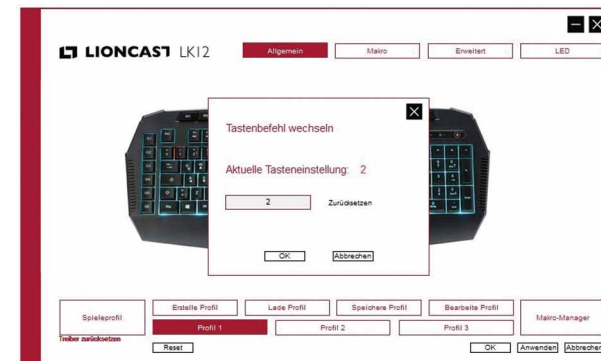 LIONCAST LK12
Allgemein
Makro
Erweitert
LED
Tastenbefehl wechseln
Aktuelle Tasteneinstellung: 2
2
Zurücksetzen
OK
Abbrechen
Spieleprofil
Erstelle Profil
Lade Profil
Speichere Profil
Bearbeite Profil
Makro-Manager
Profil 1
Profil 2
Profil 3
Treiber zurücksetzen
Reset
OK
Anwenden
Abbrechen